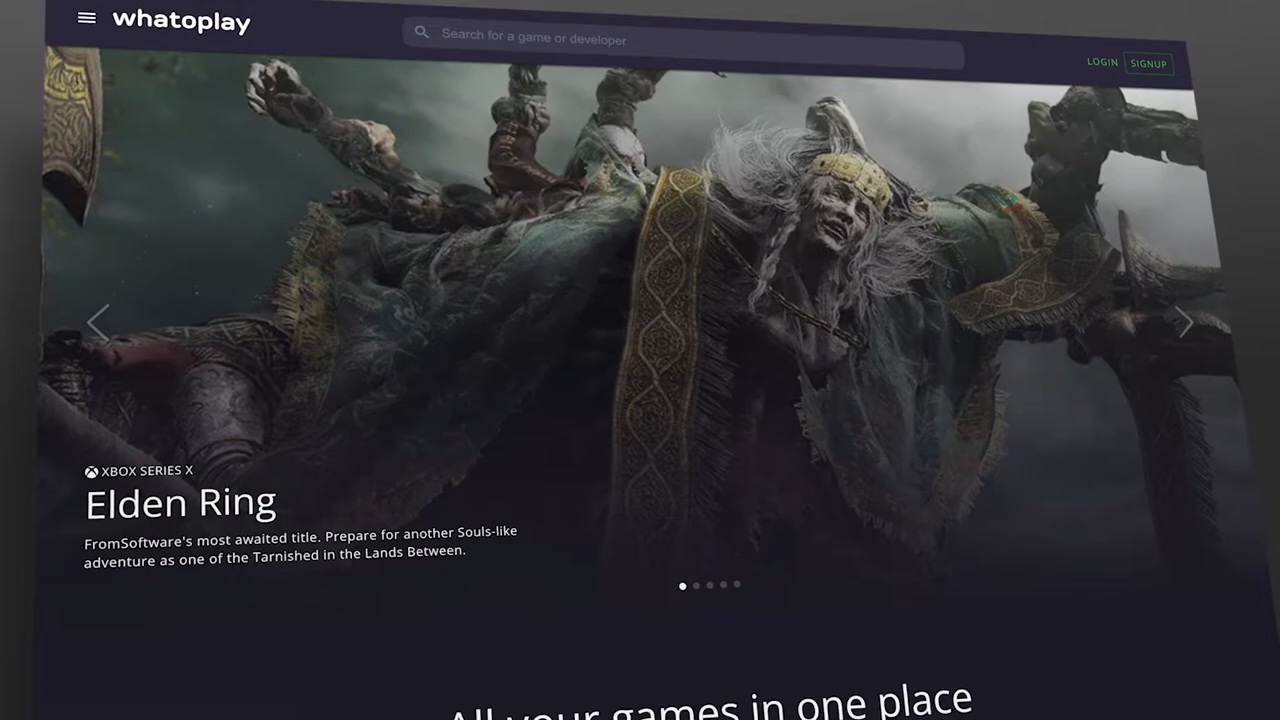 whatoplay
Search for a game or developer
LOGIN
SIGNUP
XBOX SERIES X
Elden Ring
FromSoftware's most awaited title. Prepare for another Souls-like
adventure as one of the Tarnished in the Lands Between.
All your games in one place